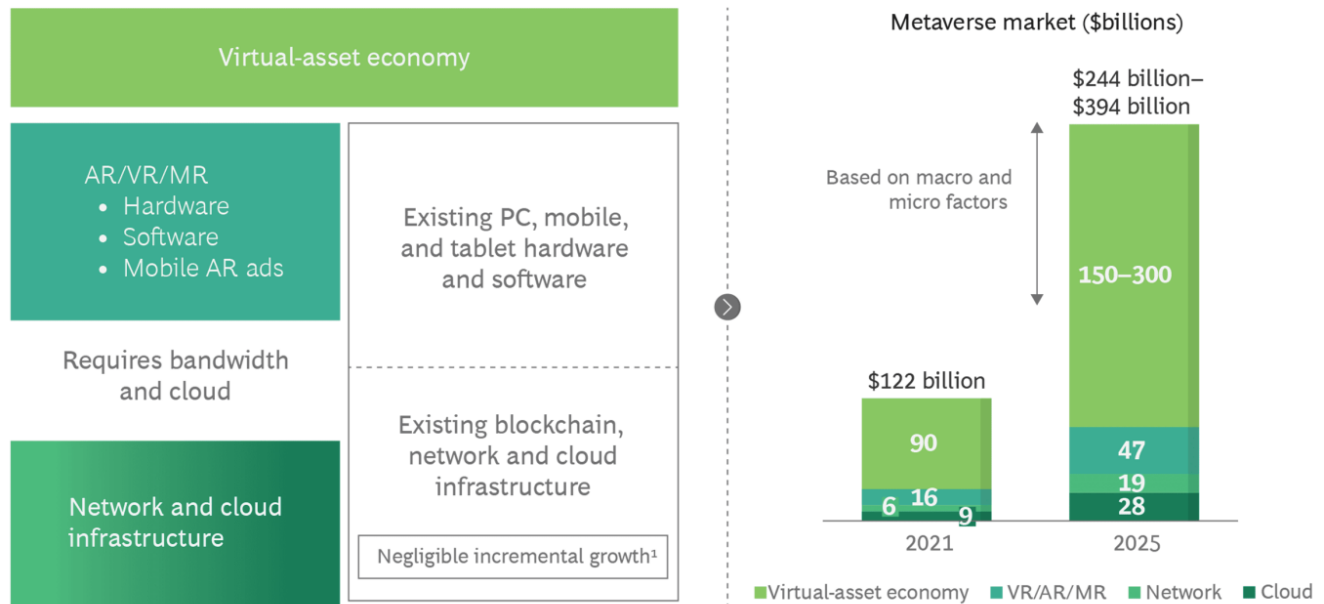 Virtual-asset economy
AR/VR/MR
• Hardware
• Software
• Mobile AR ads
Requires bandwidth
and cloud
Network and cloud
infrastructure
Existing PC, mobile,
and tablet hardware
and software
Existing blockchain,
network and cloud
infrastructure
Negligible incremental growth¹
Metaverse market ($billions)
$244 billion–
$394 billion
Based on macro and
micro factors
150–300
$122 billion
90
47
16
19
6
9
28
2021
2025
Virtual-asset economy
VR/AR/MR
Network
Cloud